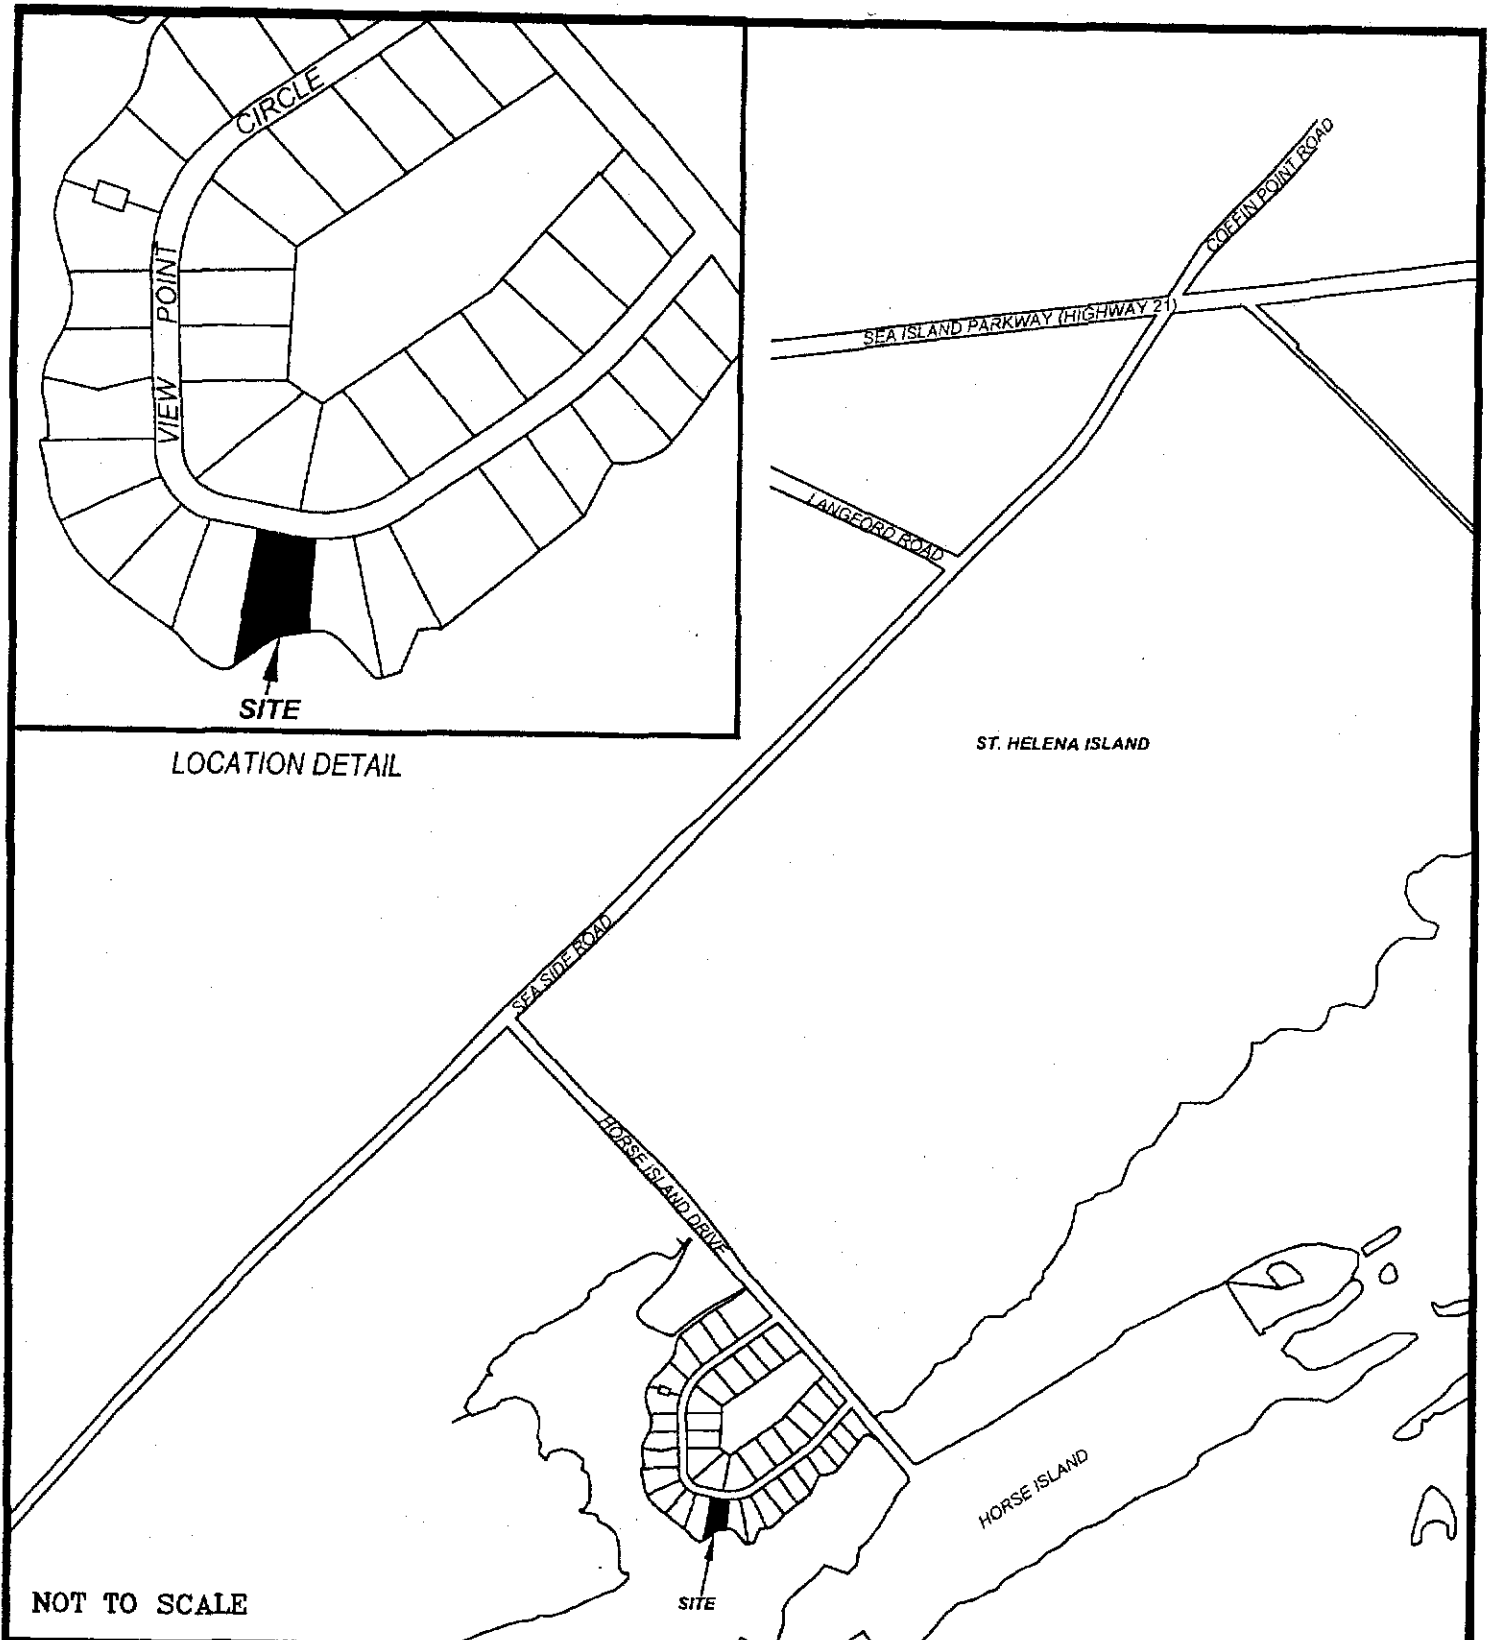 CIRCLE
VIEW POINT
SITE
LOCATION DETAIL
COFFIN POINT ROAD
SEA ISLAND PARKWAY (HIGHWAY 21)
LANGFORD ROAD
ST. HELENA ISLAND
SEA SIDE ROAD
HORSE ISLAND DRIVE
HORSE ISLAND
SITE
NOT TO SCALE